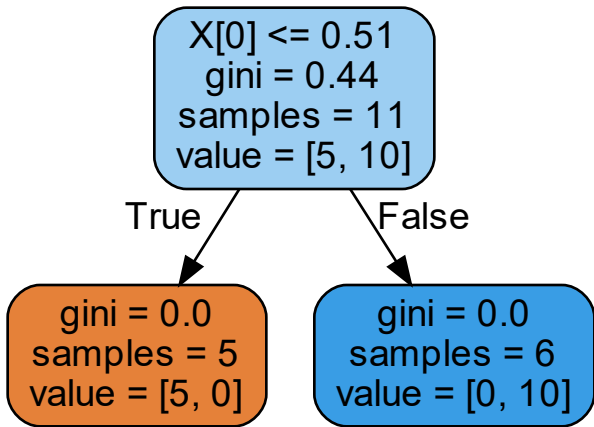 X[0] <= 0.51
gini = 0.44
samples = 11
value = [5, 10]
True
False
gini = 0.0
samples = 5
value = [5, 0]
gini = 0.0
samples = 6
value = [0, 10]